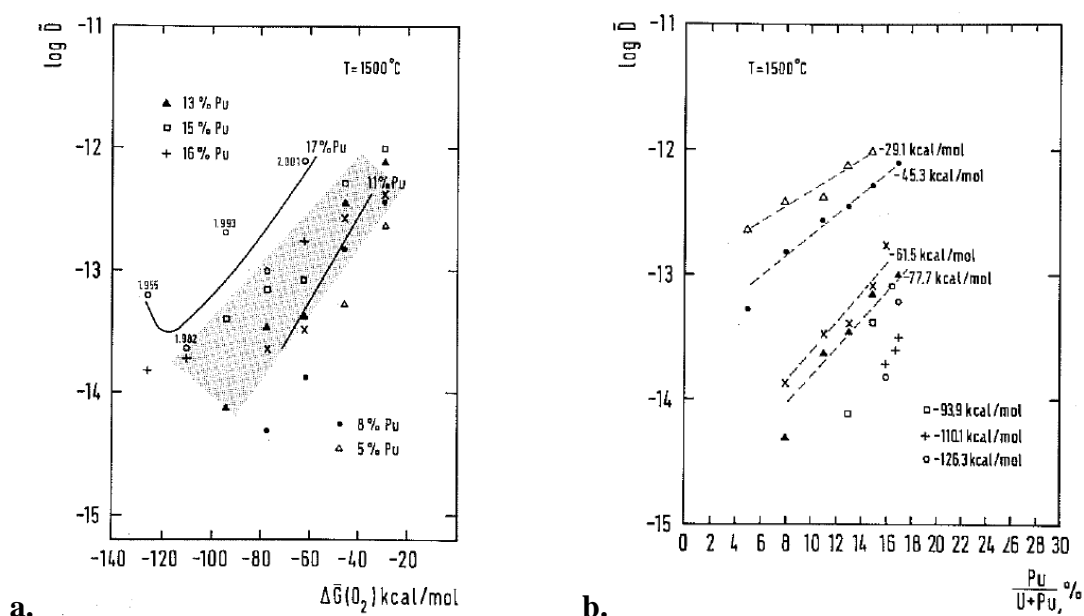 log D̄
-11
-12
-13
-14
-15
T=1500°C
▲ 13 % Pu
□ 15 % Pu
+ 16 % Pu
17 % Pu
2.001
11 % Pu
1.993
1.955
1.982
• 8 % Pu
△ 5 % Pu
-140 -120 -100 -80 -60 -40 -20
ΔḠ(O₂) kcal/mol
a.
log D̄
-11
-12
-13
-14
-15
T=1500°C
-29.1 kcal/mol
-45.3 kcal/mol
-61.5 kcal/mol
-77.7 kcal/mol
□ -93,9 kcal/mol
+ -110.1 kcal/mol
○ -126.3 kcal/mol
0 2 4 6 8 10 12 14 16 18 20 22 24 26 28 30
Pu
U+Pu, %
b.